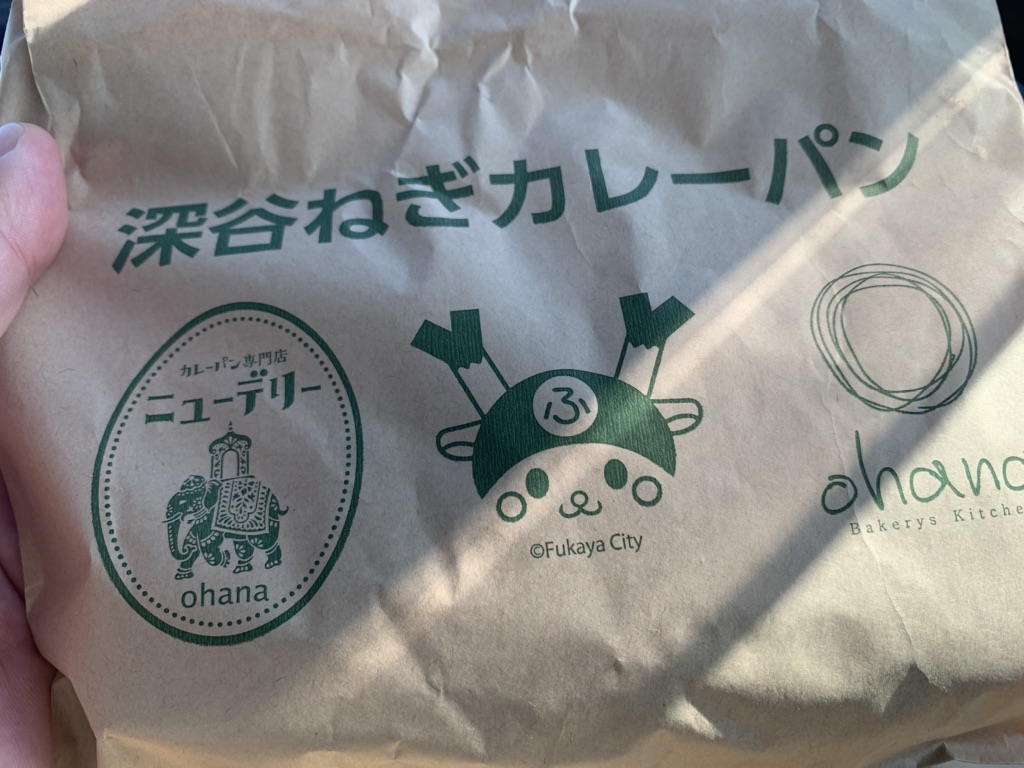 深谷ねぎカレーパン
カレーパン専門店
ニューデリー
ohana
ふ
©Fukaya City
ohana
Bakerys Kitche